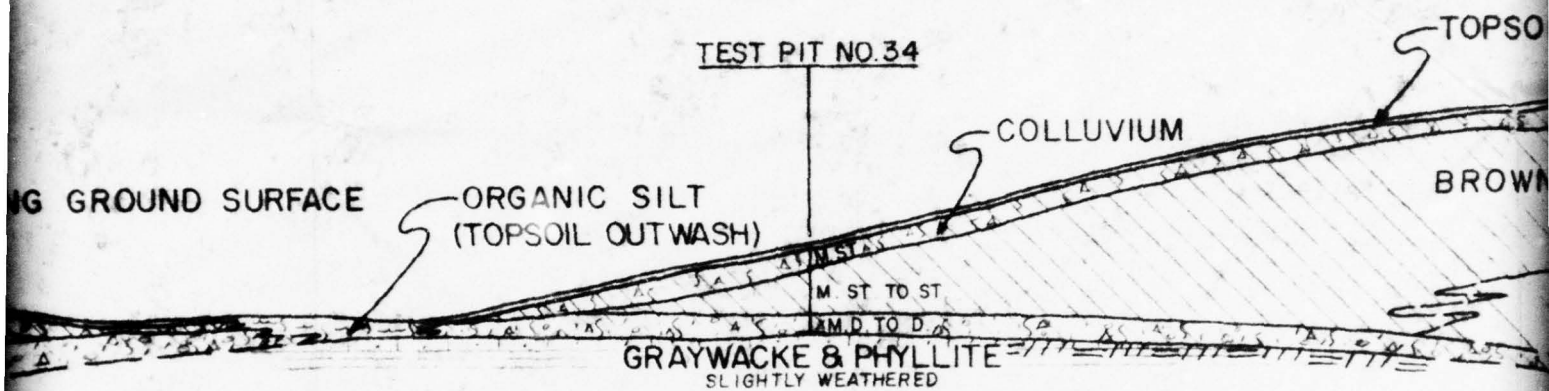 TEST PIT NO.34
TOPSO
COLLUVIUM
NG GROUND SURFACE
ORGANIC SILT
(TOPSOIL OUTWASH)
BROWN
M.ST
M. ST TO ST
M.D TO D
GRAYWACKE & PHYLLITE
SLIGHTLY WEATHERED